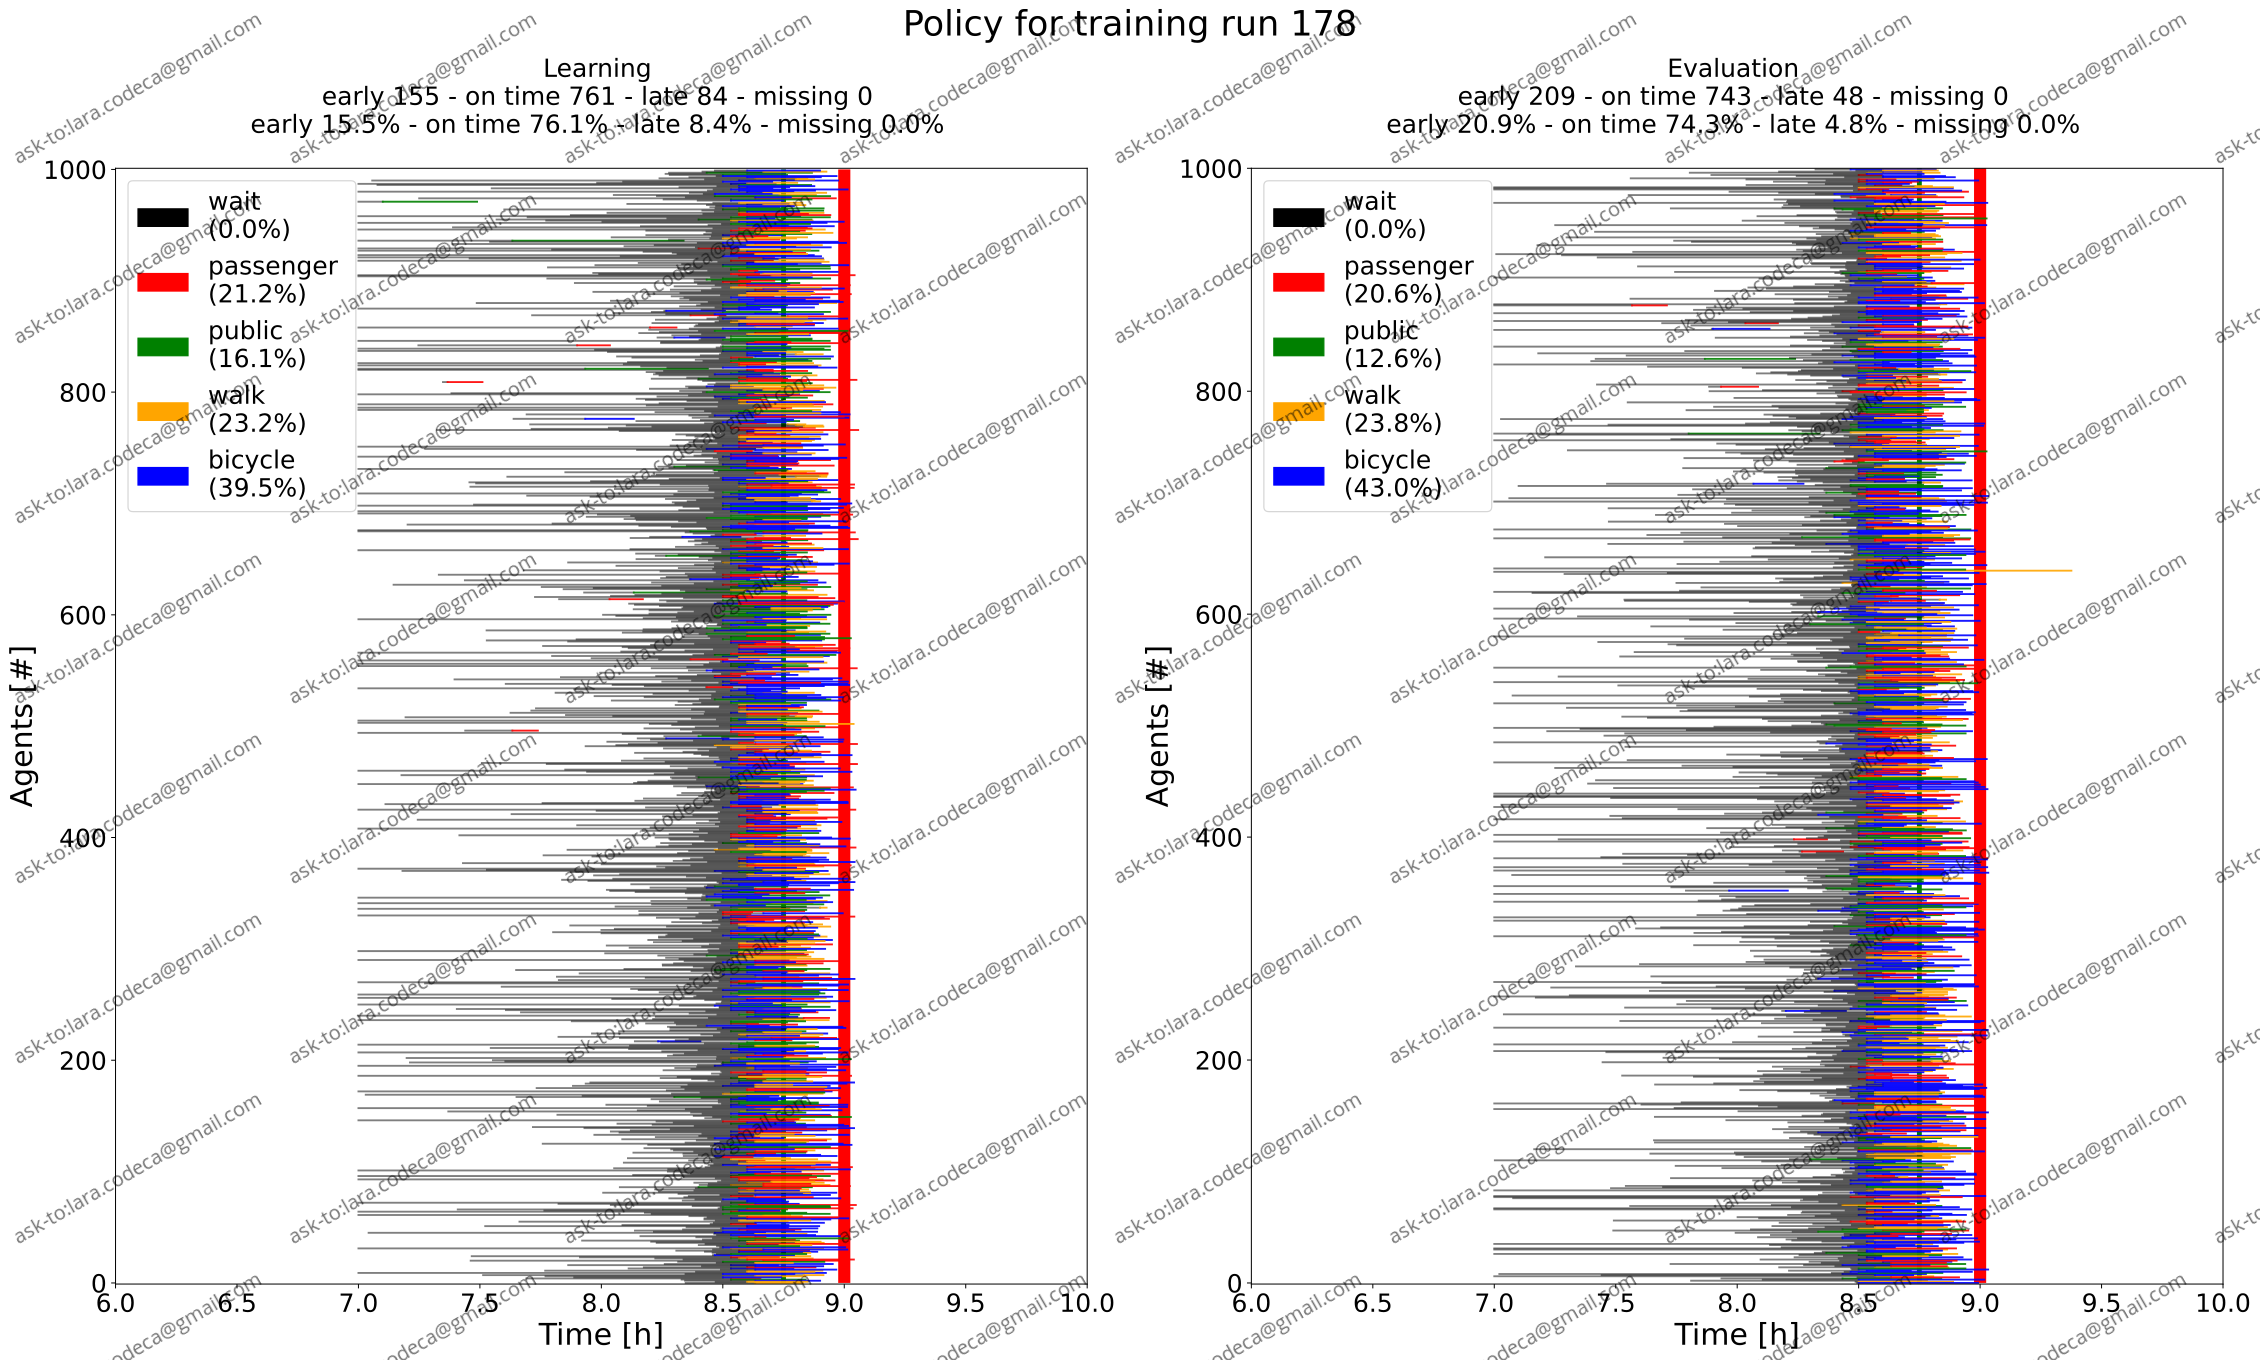 Policy for training run 178
Learning
early 155 - on time 761 - late 84 - missing 0
early 15.5% - on time 76.1% - late 8.4% - missing 0.0%
1000
800
600
400
200
0
Agents [#]
wait
(0.0%)
passenger
(21.2%)
public
(16.1%)
walk
(23.2%)
bicycle
(39.5%)
6.0 6.5 7.0 7.5 8.0 8.5 9.0 9.5 10.0
Time [h]
Evaluation
early 209 - on time 743 - late 48 - missing 0
early 20.9% - on time 74.3% - late 4.8% - missing 0.0%
1000
800
600
400
200
0
Agents [#]
wait
(0.0%)
passenger
(20.6%)
public
(12.6%)
walk
(23.8%)
bicycle
(43.0%)
6.0 6.5 7.0 7.5 8.0 8.5 9.0 9.5 10.0
Time [h]
ask-to:lara.codeca@gmail.com